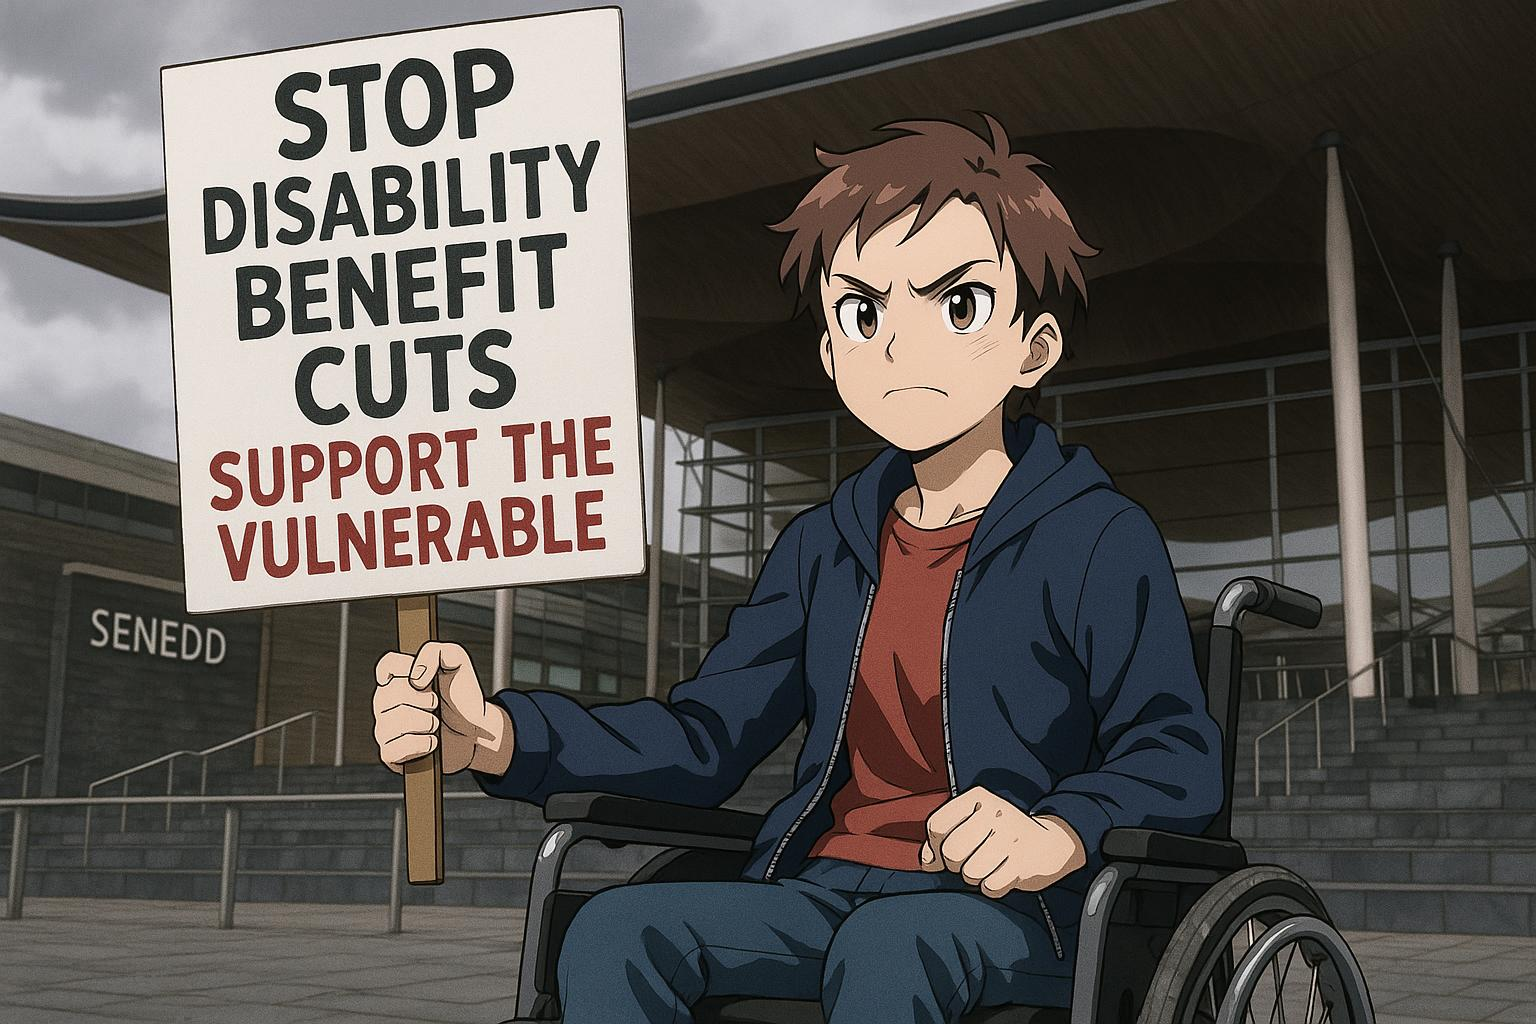 STOP
DISABILITY
BENEFIT
CUTS
SUPPORT THE
VULNERABLE
SENEDD